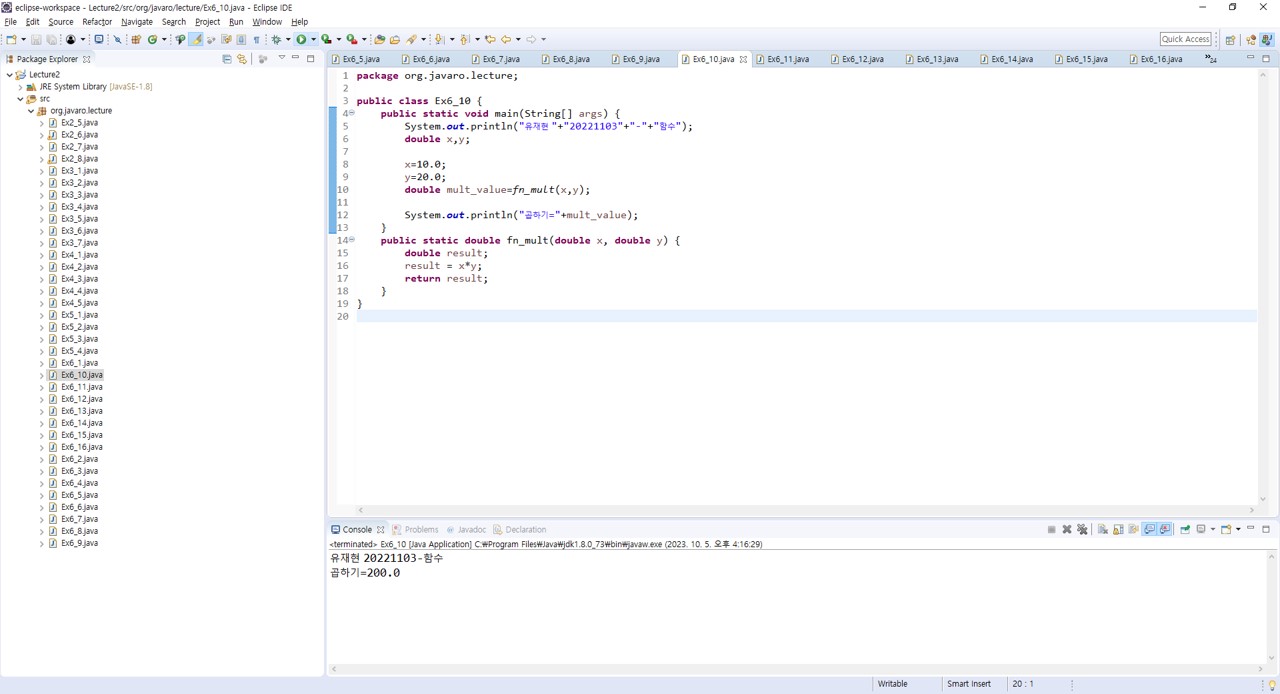 eclipse-workspace - Lecture2/src/org/javaro/lecture/Ex6_10.java - Eclipse IDE
File Edit Source Refactor Navigate Search Project Run Window Help
Quick Access
Package Explorer
Ex6_5.java Ex6_6.java Ex6_7.java Ex6_8.java Ex6_9.java Ex6_10.java Ex6_11.java Ex6_12.java Ex6_13.java Ex6_14.java Ex6_15.java Ex6_16.java »24
Lecture2
JRE System Library [JavaSE-1.8]
src
org.javaro.lecture
Ex2_5.java
Ex2_6.java
Ex2_7.java
Ex2_8.java
Ex3_1.java
Ex3_2.java
Ex3_3.java
Ex3_4.java
Ex3_5.java
Ex3_6.java
Ex3_7.java
Ex4_1.java
Ex4_2.java
Ex4_3.java
Ex4_4.java
Ex4_5.java
Ex5_1.java
Ex5_2.java
Ex5_3.java
Ex5_4.java
Ex6_1.java
Ex6_10.java
Ex6_11.java
Ex6_12.java
Ex6_13.java
Ex6_14.java
Ex6_15.java
Ex6_16.java
Ex6_2.java
Ex6_3.java
Ex6_4.java
Ex6_5.java
Ex6_6.java
Ex6_7.java
Ex6_8.java
Ex6_9.java
1 package org.javaro.lecture;
2
3 public class Ex6_10 {
4 public static void main(String[] args) {
5 System.out.println("유재현 "+"20221103"+"-"+"함수");
6 double x,y;
7
8 x=10.0;
9 y=20.0;
10 double mult_value=fn_mult(x,y);
11
12 System.out.println("곱하기="+mult_value);
13 }
14 public static double fn_mult(double x, double y) {
15 double result;
16 result = x*y;
17 return result;
18 }
19 }
20
Console Problems Javadoc Declaration
<terminated> Ex6_10 [Java Application] C:₩Program Files₩Java₩jdk1.8.0_73₩bin₩javaw.exe (2023. 10. 5. 오후 4:16:29)
유재현 20221103-함수
곱하기=200.0
Writable Smart Insert 20 : 1